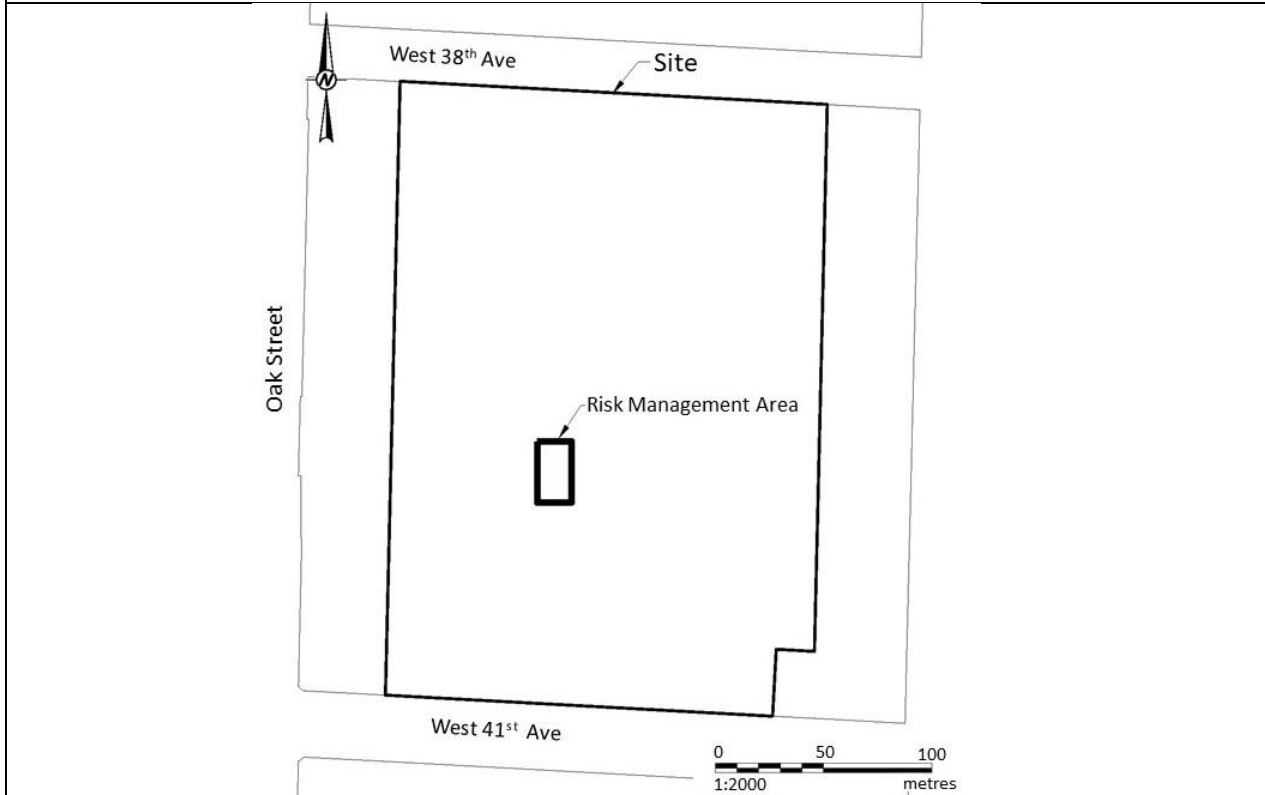 West 38th Ave
Site
N
Oak Street
Risk Management Area
West 41st Ave
0 50 100
1:2000 metres